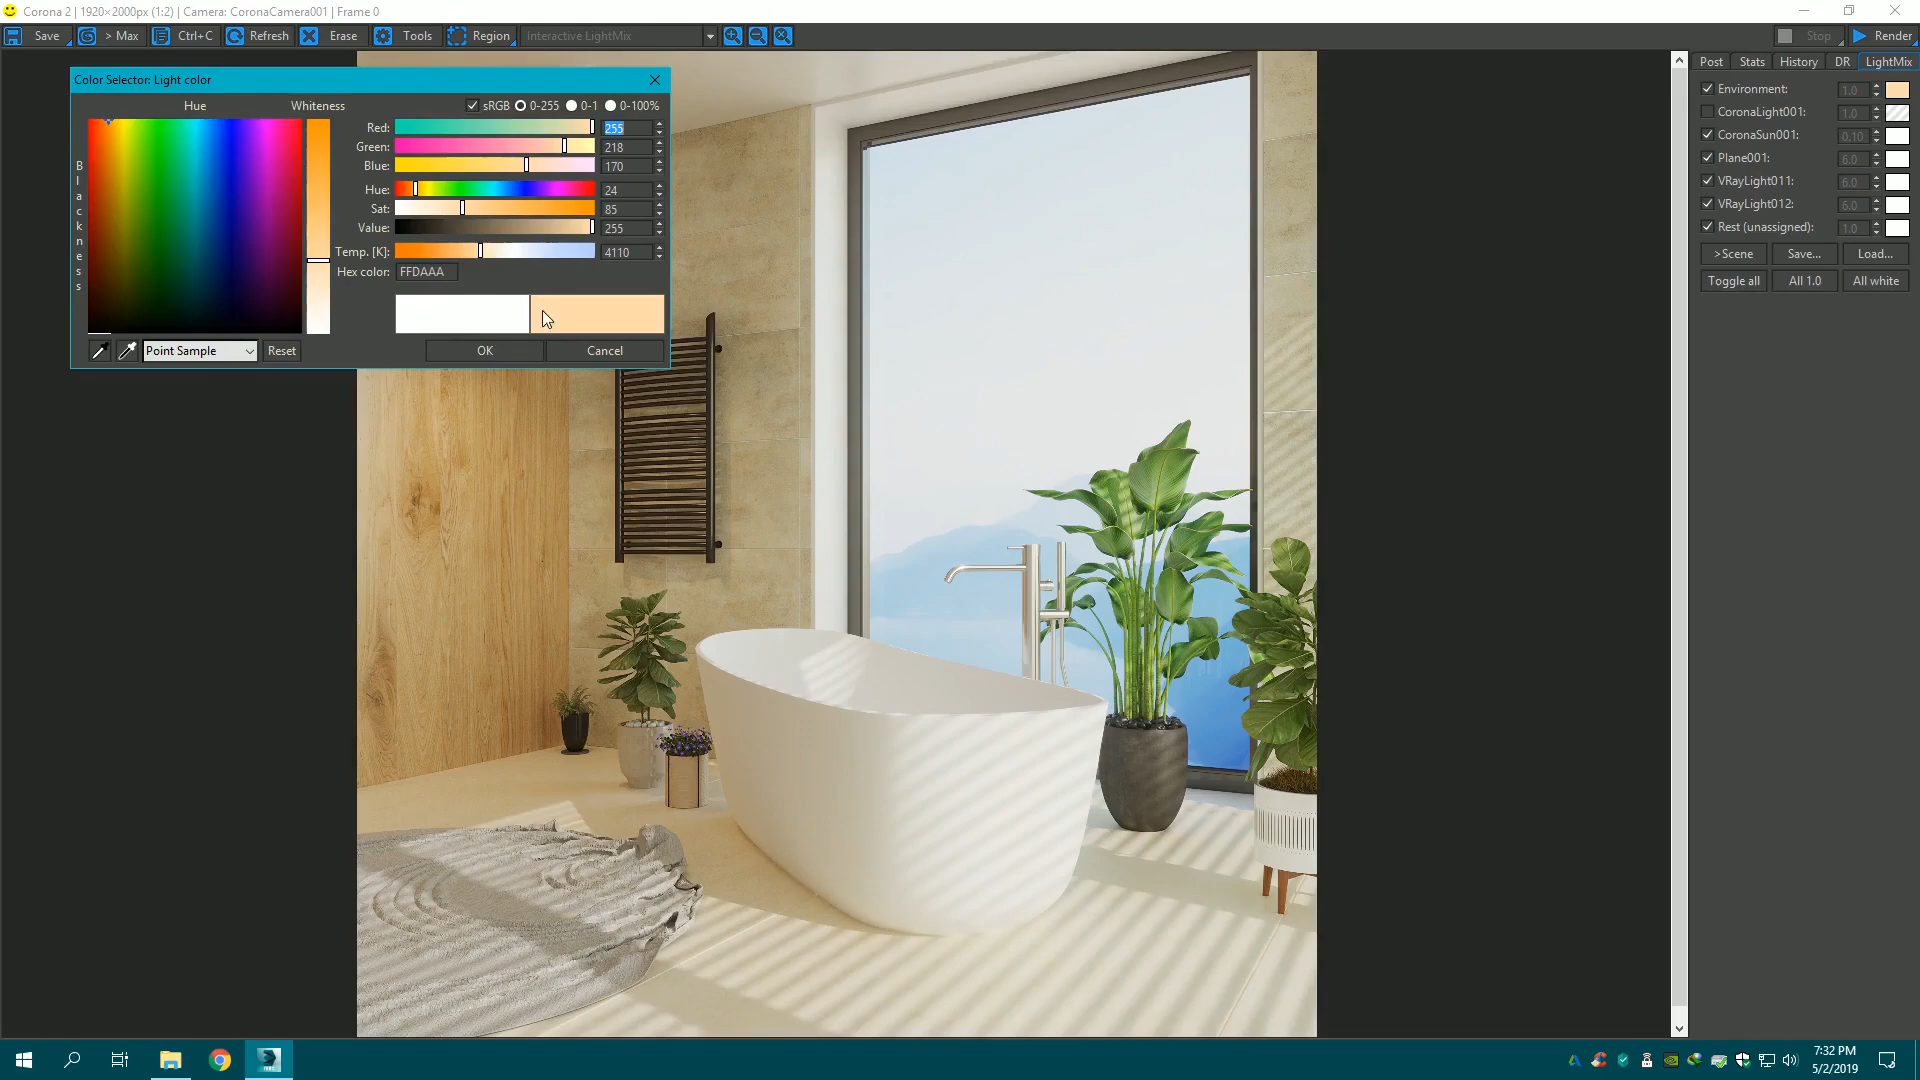 Corona 2 | 1920×2000px (1:2) | Camera: CoronaCamera001 | Frame 0
Save > Max Ctrl+C Refresh Erase Tools Region Interactive LightMix Stop Render
Post Stats History DR LightMix
Color Selector: Light color
Hue Whiteness sRGB 0-255 0-1 0-100%
Blackness
Red: 255
Green: 218
Blue: 170
Hue: 24
Sat: 85
Value: 255
Temp. [K]: 4110
Hex color: FFDAAA
Point Sample Reset OK Cancel
Environment: 1.0
CoronaLight001: 1.0
CoronaSun001: 0.10
Plane001: 6.0
VRayLight011: 6.0
VRayLight012: 6.0
Rest (unassigned): 1.0
>Scene Save... Load...
Toggle all All 1.0 All white
7:32 PM
5/2/2019